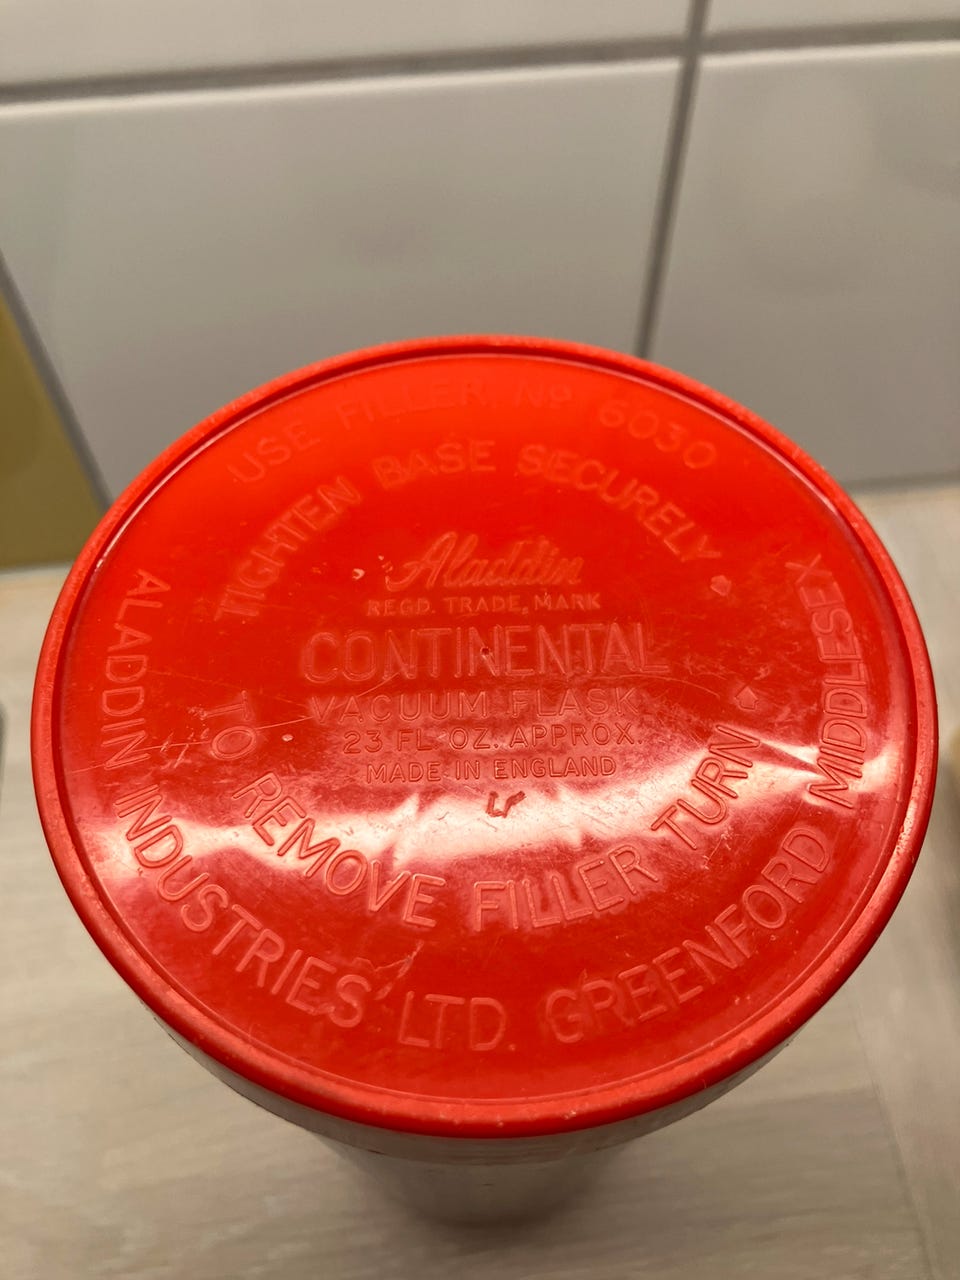 USE FILLER Nº 6030
TIGHTEN BASE SECURELY
Aladdin
REGD. TRADE MARK
CONTINENTAL
VACUUM FLASK
23 FL. OZ. APPROX.
MADE IN ENGLAND
TO REMOVE FILLER TURN
ALADDIN INDUSTRIES LTD. GREENFORD MIDDLESEX